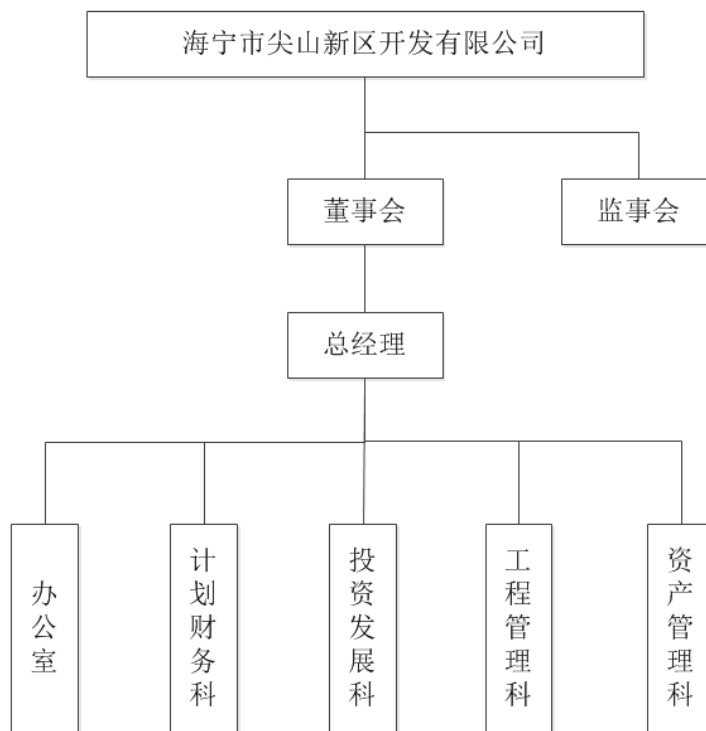 海宁市尖山新区开发有限公司
董事会
监事会
总经理
办公室
计划财务科
投资发展科
工程管理科
资产管理科